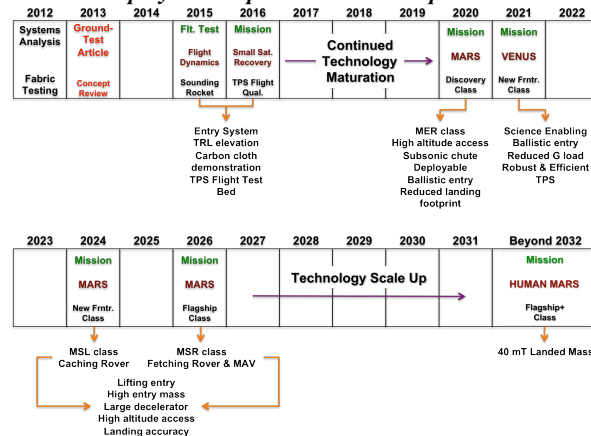 2012 2013 2014 2015 2016 2017 2018 2019 2020 2021 2022
Systems
Analysis
Fabric
Testing
Ground-
Test
Article
Concept
Review
Flt. Test
Flight
Dynamics
Sounding
Rocket
Mission
Small Sat.
Recovery
TPS Flight
Qual.
Continued
Technology
Maturation
Mission
MARS
Discovery
Class
Mission
VENUS
New Frntr.
Class
Entry System
TRL elevation
Carbon cloth
demonstration
TPS Flight Test
Bed
MER class
High altitude access
Subsonic chute
Deployable
Ballistic entry
Reduced landing
footprint
Science Enabling
Ballistic entry
Reduced G load
Robust & Efficient
TPS
2023 2024 2025 2026 2027 2028 2029 2030 2031 Beyond 2032
Mission
MARS
New Frntr.
Class
Mission
MARS
Flagship
Class
Technology Scale Up
Mission
HUMAN MARS
Flagship+
Class
MSL class
Caching Rover
MSR class
Fetching Rover & MAV
Lifting entry
High entry mass
Large decelerator
High altitude access
Landing accuracy
40 mT Landed Mass